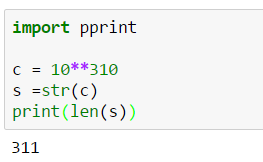 import pprint
c = 10**310
s =str(c)
print(len(s))
311